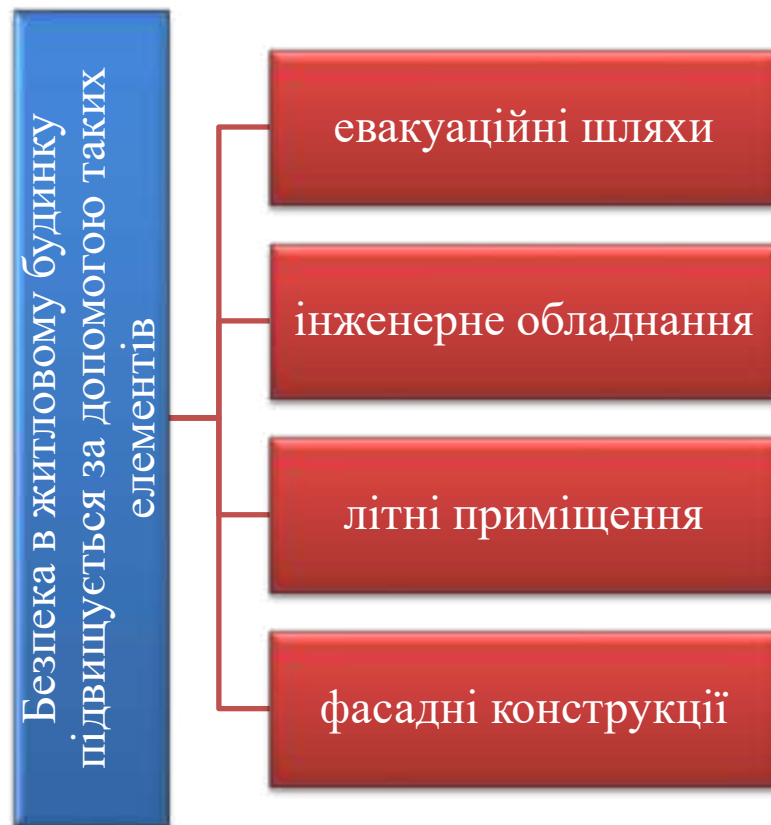 Безпека в житловому будинку
підвищується за допомогою таких
елементів
евакуаційні шляхи
інженерне обладнання
літні приміщення
фасадні конструкції